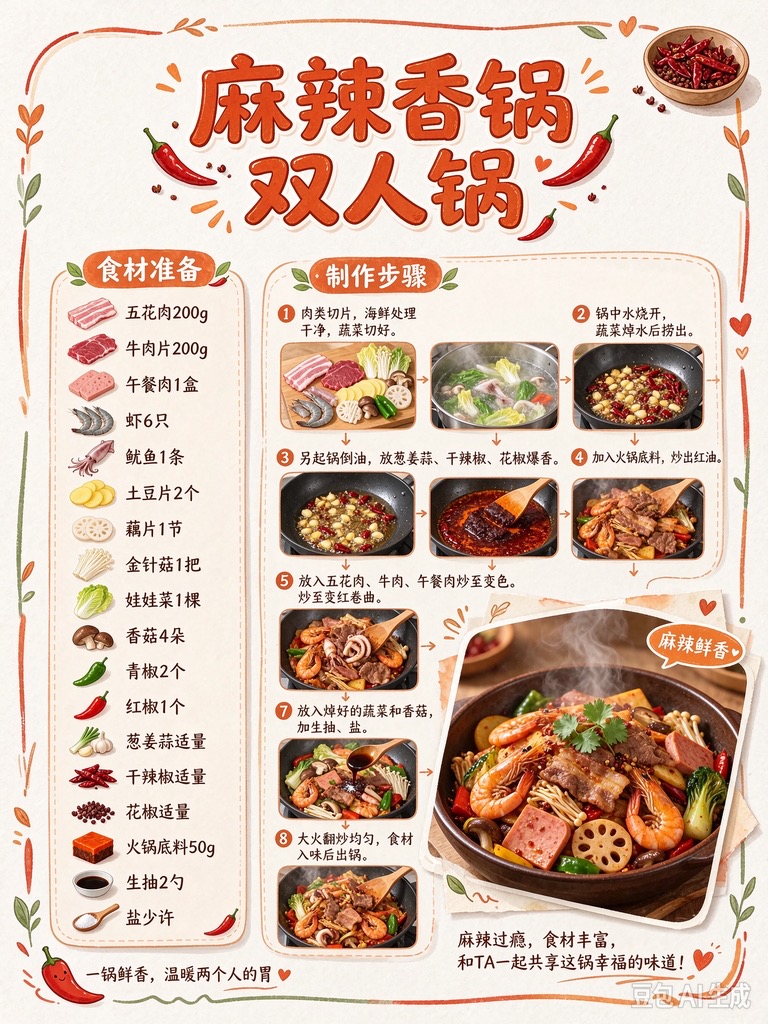 麻辣香锅
双人锅
食材准备
五花肉200g
牛肉片200g
午餐肉1盒
虾6只
鱿鱼1条
土豆片2个
藕片1节
金针菇1把
娃娃菜1棵
香菇4朵
青椒2个
红椒1个
葱姜蒜适量
干辣椒适量
花椒适量
火锅底料50g
生抽2勺
盐少许
制作步骤
1 肉类切片，海鲜处理
干净，蔬菜切好。
2 锅中水烧开，
蔬菜焯水后捞出。
3 另起锅倒油，放葱姜蒜、干辣椒、花椒爆香。
4 加入火锅底料，炒出红油。
5 放入五花肉、牛肉、午餐肉炒至变色。
炒至变红卷曲。
7 放入焯好的蔬菜和香菇，
加生抽、盐。
8 大火翻炒均匀，食材
入味后出锅。
麻辣鲜香
麻辣过瘾，食材丰富，
和TA一起共享这锅幸福的味道！
一锅鲜香，温暖两个人的胃
豆包AI生成